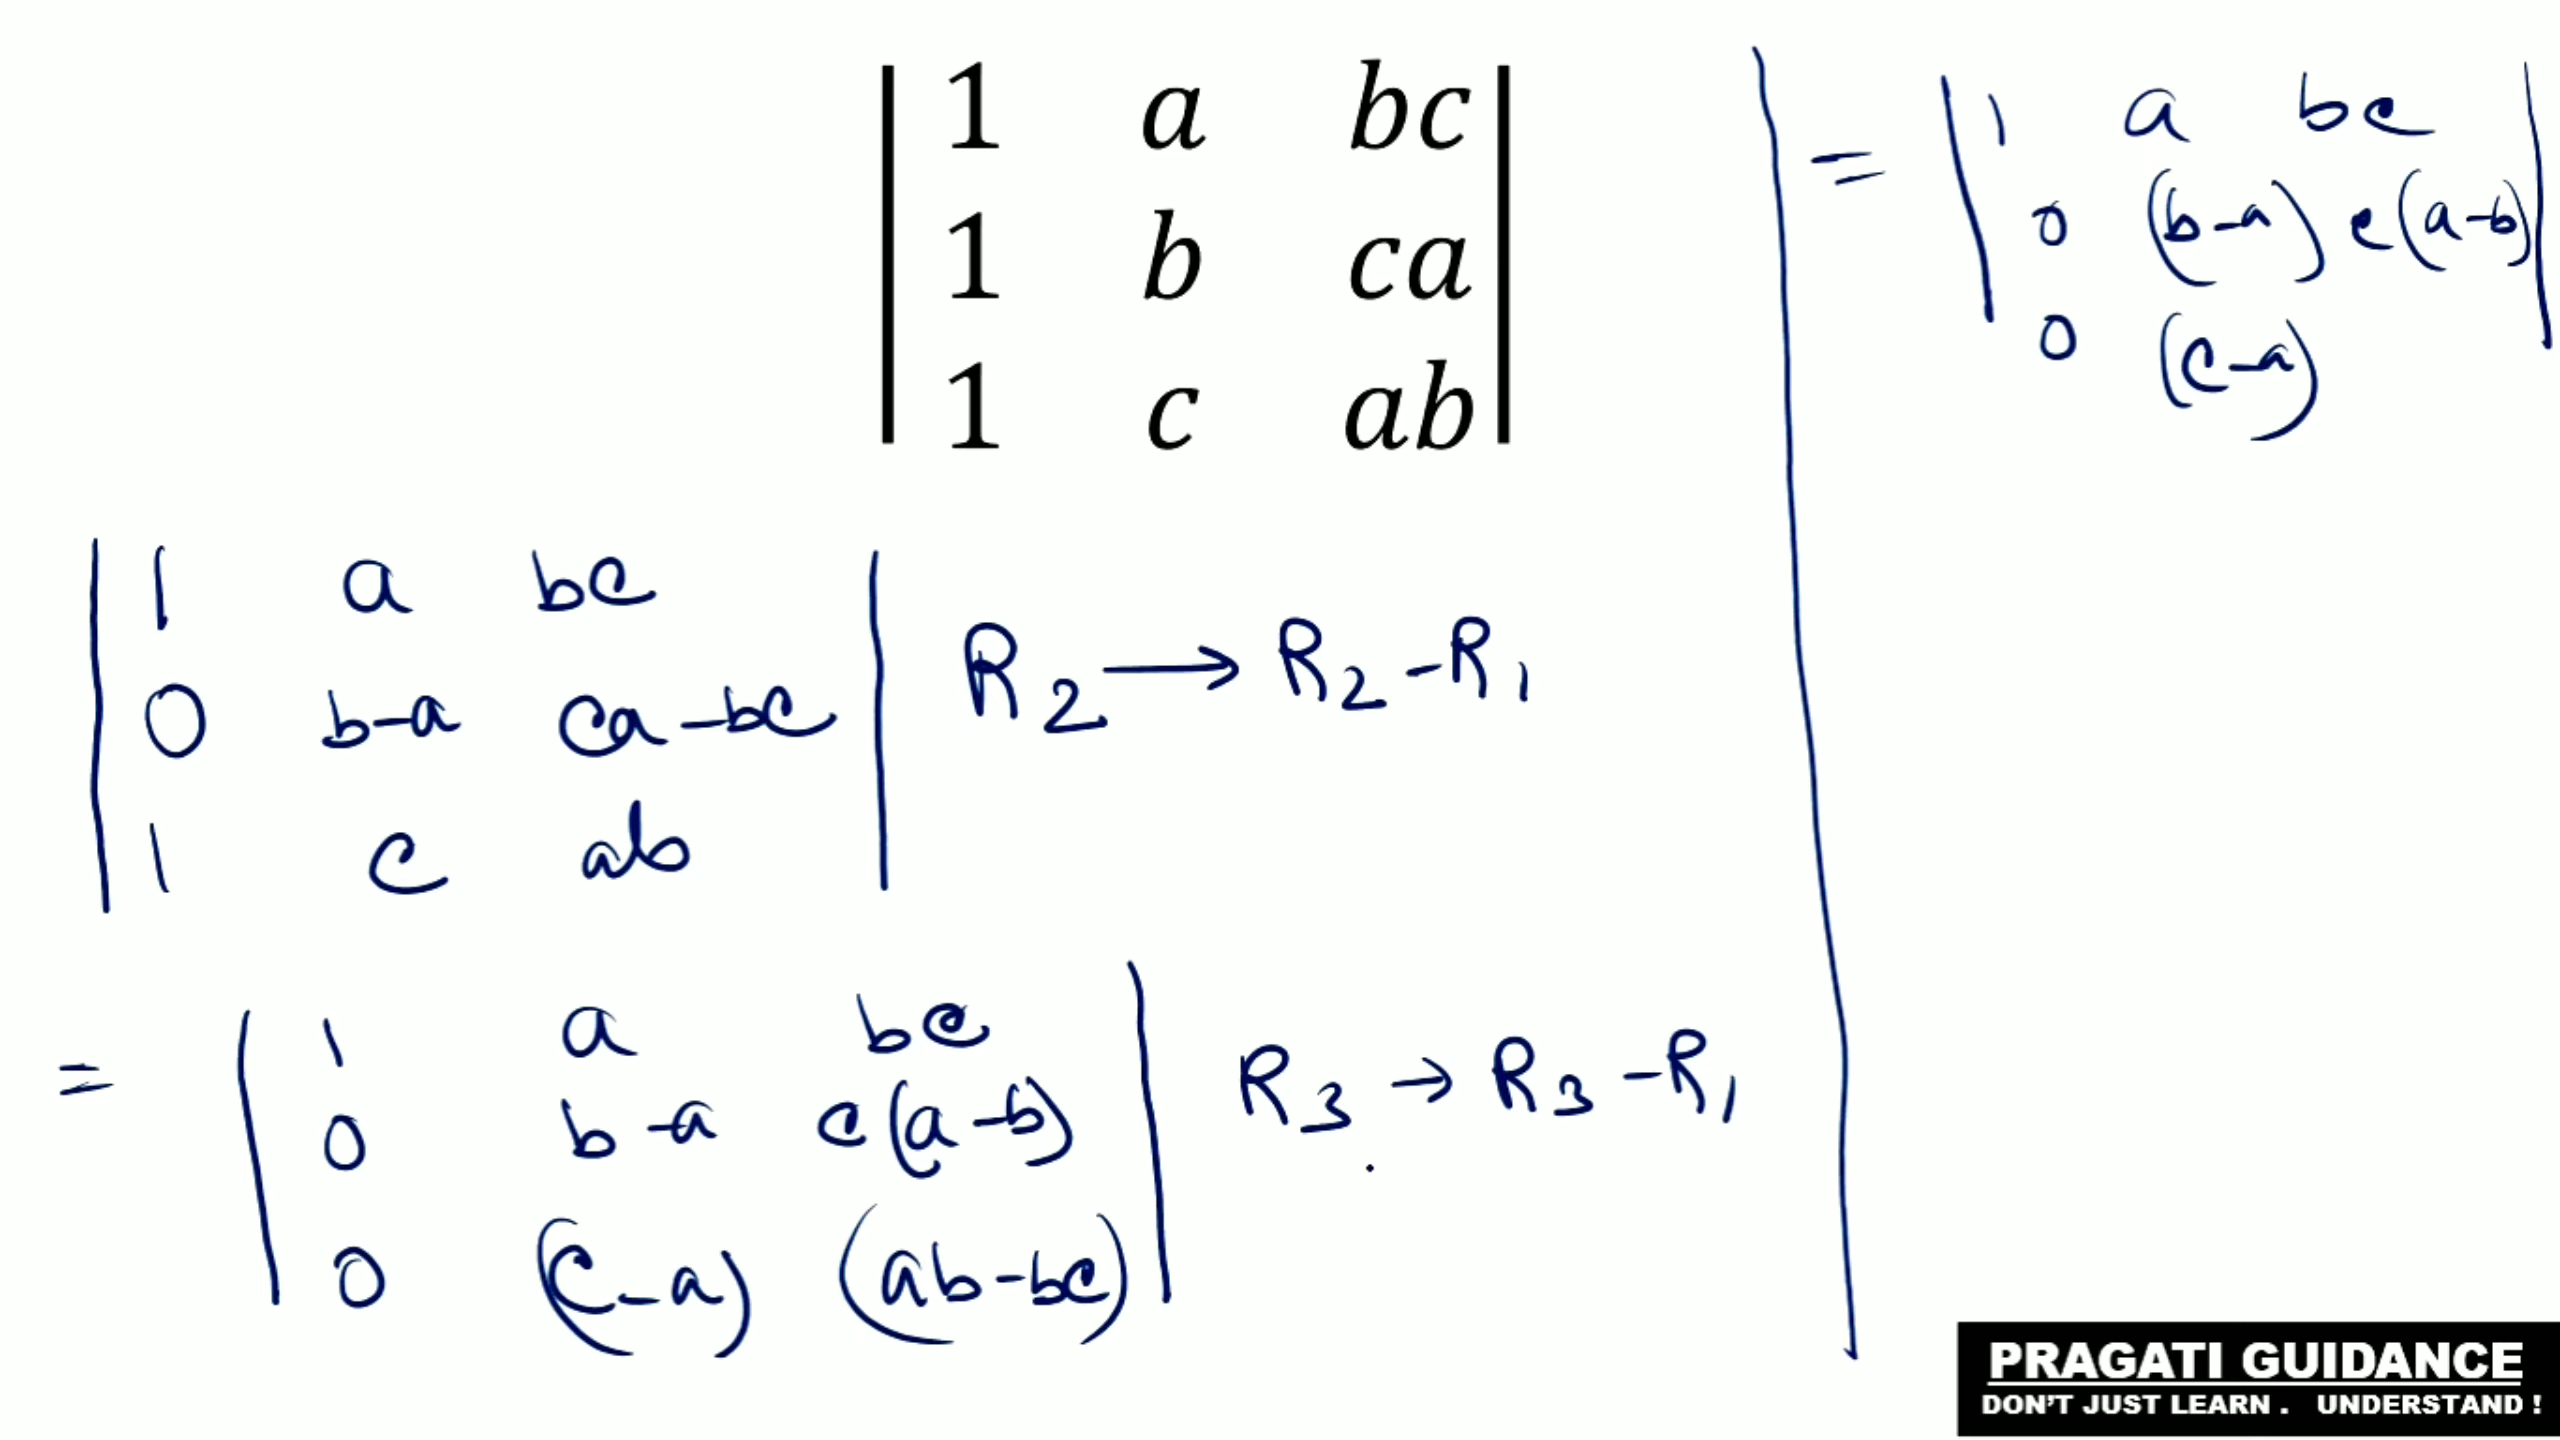 1 a bc
1 b ca
1 c ab
1 a bc
0 b-a ca-bc
1 c ab
R2 → R2 - R1
= 1 a bc
0 b-a c(a-b)
0 (c-a) (ab-bc)
R3 → R3 - R1
= 1 a bc
0 (b-a) c(a-b)
0 (c-a)
PRAGATI GUIDANCE
DON'T JUST LEARN. UNDERSTAND!